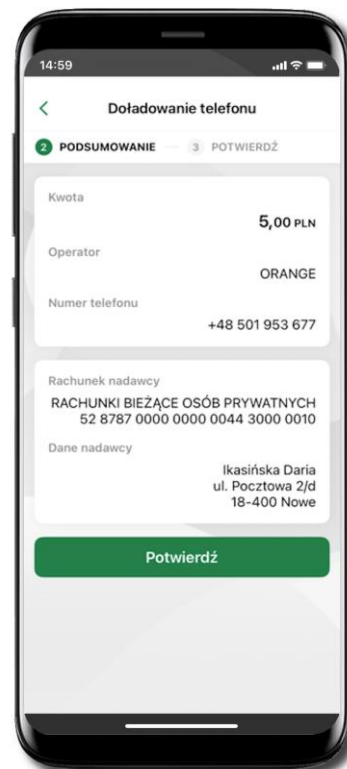 14:59
Doładowanie telefonu
2 PODSUMOWANIE 3 POTWIERDŹ
Kwota
5,00 PLN
Operator
ORANGE
Numer telefonu
+48 501 953 677
Rachunek nadawcy
RACHUNKI BIEŻĄCE OSÓB PRYWATNYCH
52 8787 0000 0000 0044 3000 0010
Dane nadawcy
Ikasińska Daria
ul. Pocztowa 2/d
18-400 Nowe
Potwierdź